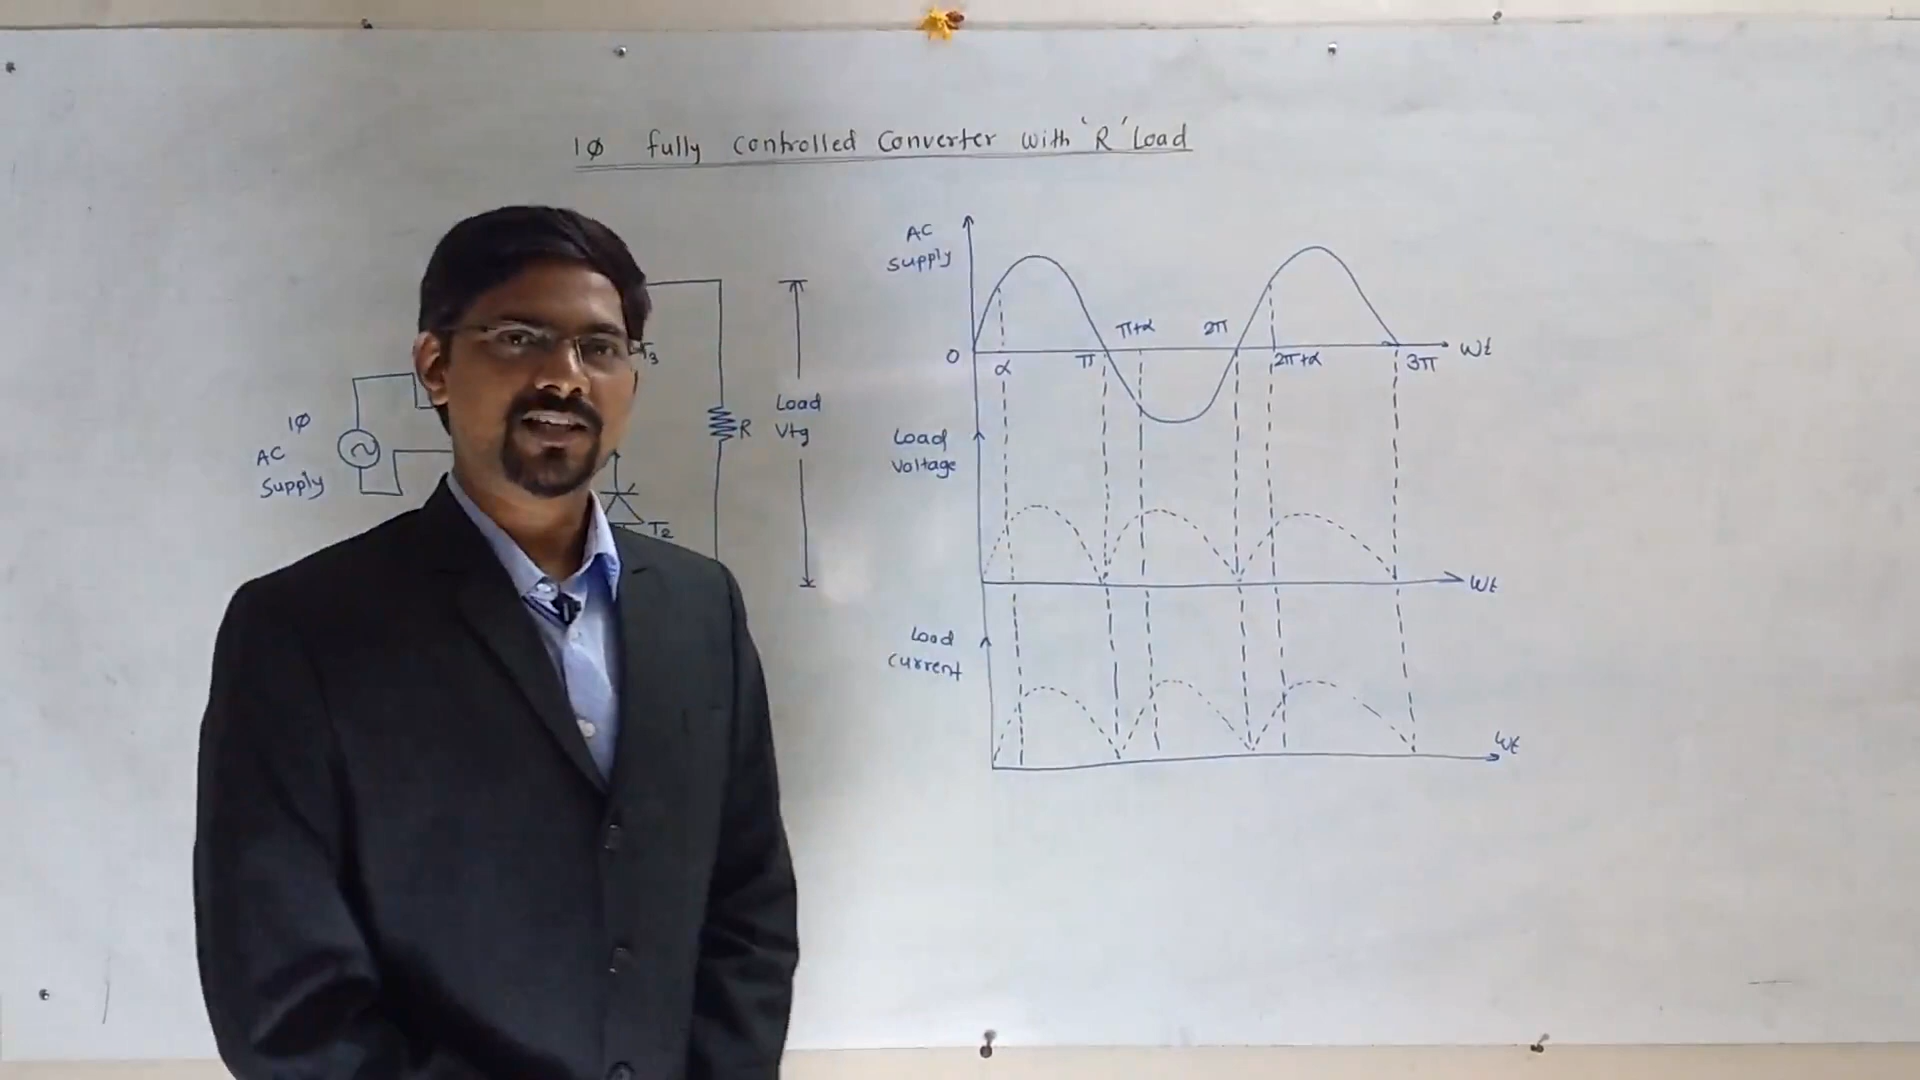 1φ fully controlled Converter with 'R' Load
T3
1φ
AC
Supply
R
Load
Vtg
T2
AC
Supply
0
α
π
π+α
2π
2π+α
3π
ωt
Load
Voltage
ωt
Load
Current
ωt